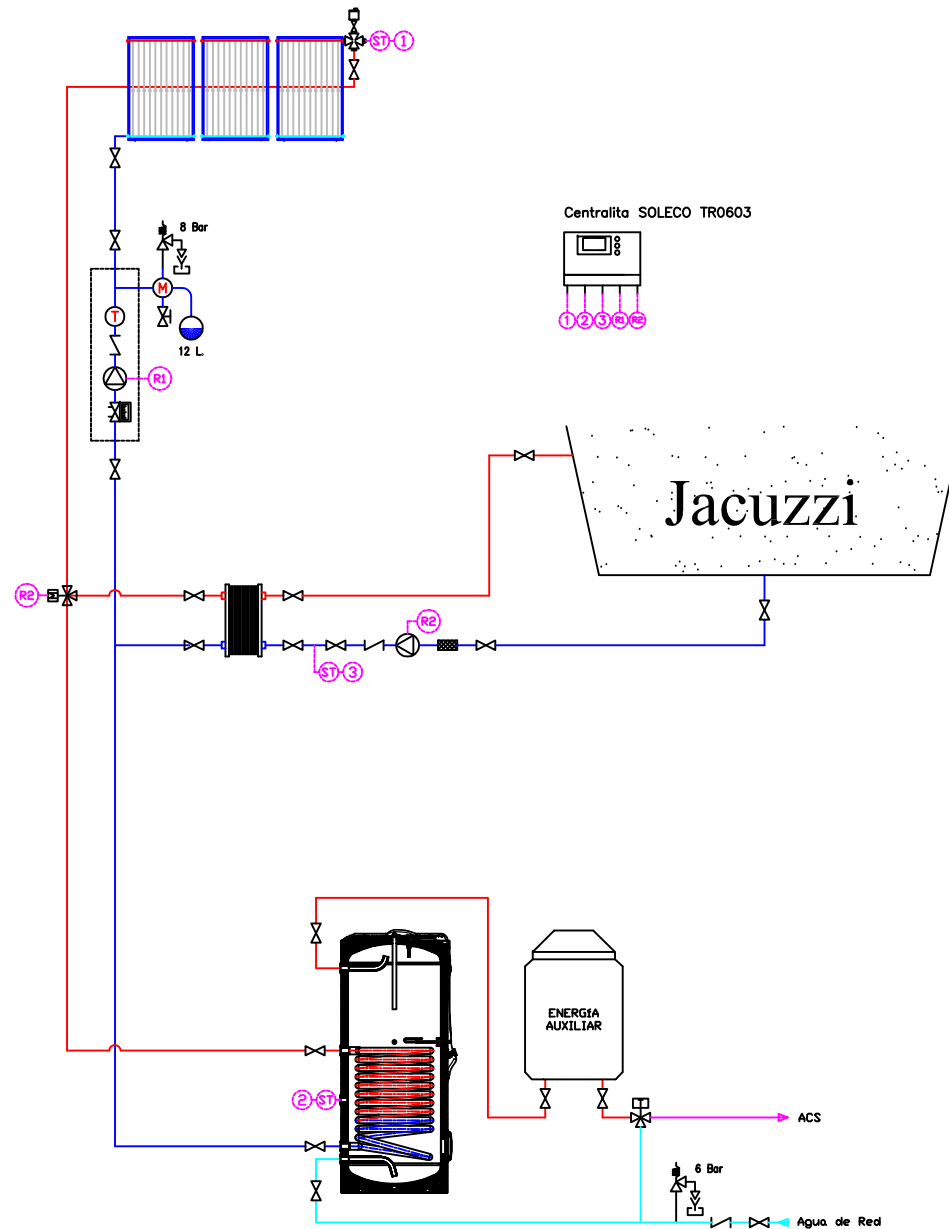 ST 1
8 Bar
M
T
12 L.
R1
Centralita SOLECO TR0603
1 2 3 R1 R2
Jacuzzi
R2 M
R2
ST 3
ENERGíA
AUXILIAR
2 ST
T
ACS
6 Bar
Agua de Red